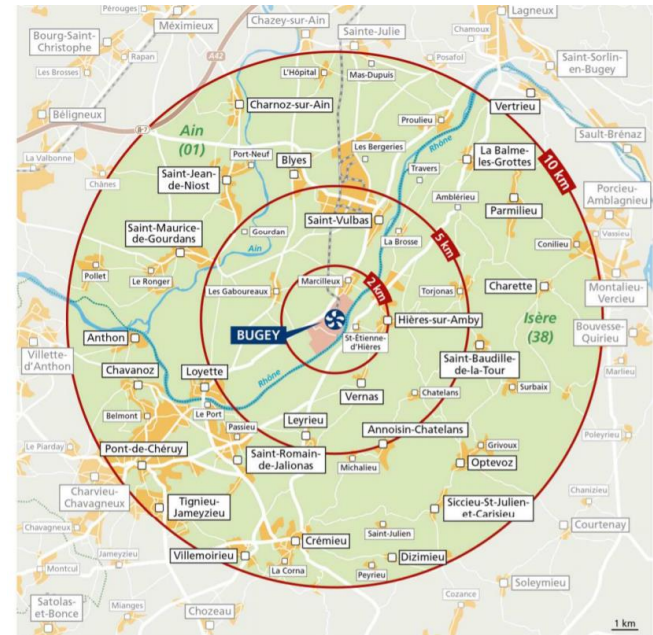 Pérouges
Méximieux
Chazey-sur-Ain
Lagneux
Bourg-Saint-
Christophe
Rapan
A42
Sainte-Julie
Chamoux
Posafol
Saint-Sorlin-
en-Bugey
Les Brosses
L'Hôpital
Mas-Dupuis
Charnoz-sur-Ain
Vertrieu
Béligneux
Ain
(01)
Proulieu
Rhône
Sault-Brénaz
La Valbonne
Port-Neuf
Blyes
Les Bergeries
La Balme-
les-Grottes
10 km
Travers
Chânes
Saint-Jean-
de-Niost
Porcieu-
Amblagnieu
Amblérieu
Parmilieu
Saint-Vulbas
Vassieu
Saint-Maurice-
de-Gourdans
Gourdan
La Brosse
5 km
Conilieu
Ain
Pollet
Le Ronger
Les Gaboureaux
Marcilleux
2 km
Torjonas
Charette
Montalieu-
Vercieu
BUGEY
Hières-sur-Amby
Isère
(38)
Bouvesse-
Quirieu
Anthon
St-Étienne-
d'Hières
Saint-Baudille-
de-la-Tour
Villette-
d'Anthon
Chavanoz
Loyette
Rhône
Vernas
Marlieu
Surbaix
Chatelans
Belmont
Le Port
Passieu
Leyrieu
Annoisin-Chatelans
Poleyrieu
Le Piarday
Pont-de-Chéruy
Saint-Romain-
de-Jalionas
Grivoux
Michalieu
Optevoz
Charvieu-
Chavagneux
Chanizieu
Tignieu-
Jameyzieu
Siccieu-St-Julien-
et-Carisieu
Chavagneux
Saint-Julien
Courtenay
Crémieu
Jameyzieu
Villemoirieu
Dizimieu
Montcul
La Corna
Peyrieu
Soleymieu
Satolas-
et-Bonce
Mianges
Chozeau
Cozance
1 km